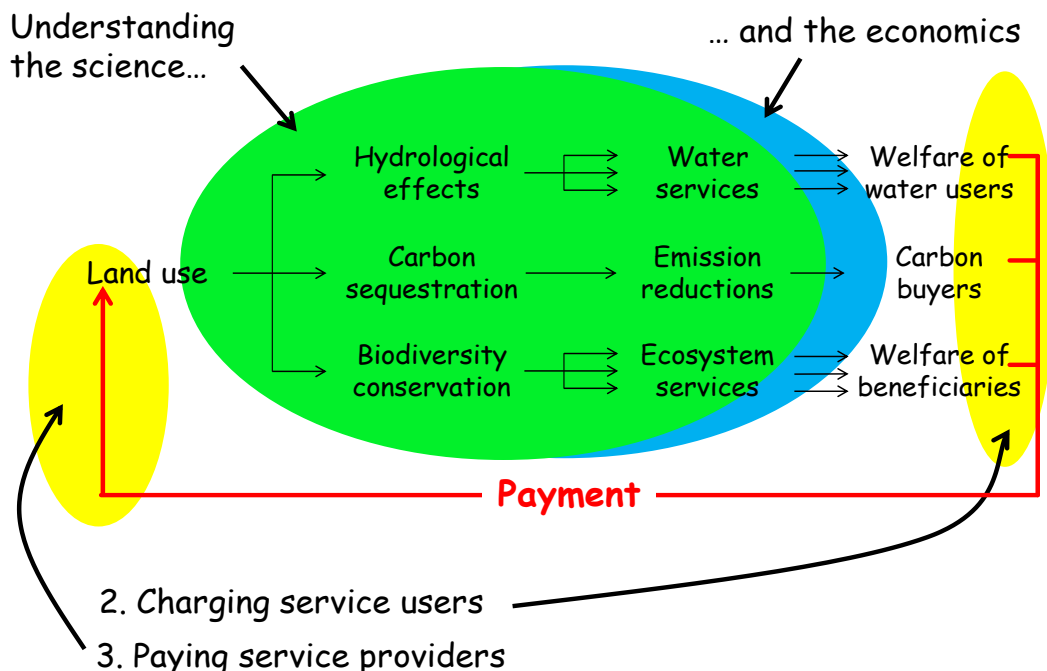 Understanding
the science…
… and the economics
Hydrological
effects
Water
services
Welfare of
water users
Land use
Carbon
sequestration
Emission
reductions
Carbon
buyers
Biodiversity
conservation
Ecosystem
services
Welfare of
beneficiaries
Payment
2. Charging service users
3. Paying service providers